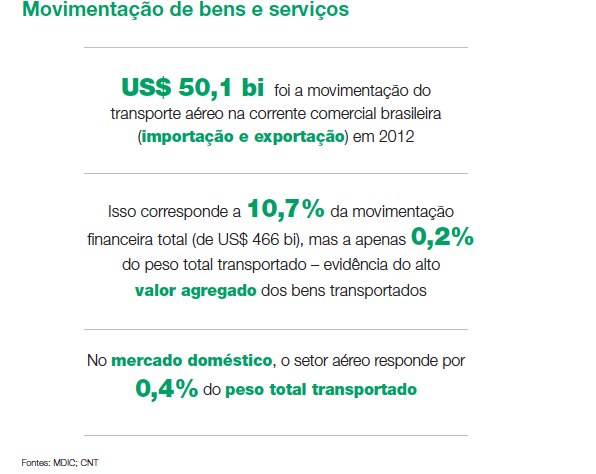 Movimentação de bens e serviços
US$ 50,1 bi foi a movimentação do
transporte aéreo na corrente comercial brasileira
(importação e exportação) em 2012
Isso corresponde a 10,7% da movimentação
financeira total (de US$ 466 bi), mas a apenas 0,2%
do peso total transportado – evidência do alto
valor agregado dos bens transportados
No mercado doméstico, o setor aéreo responde por
0,4% do peso total transportado
Fontes: MDIC; CNT